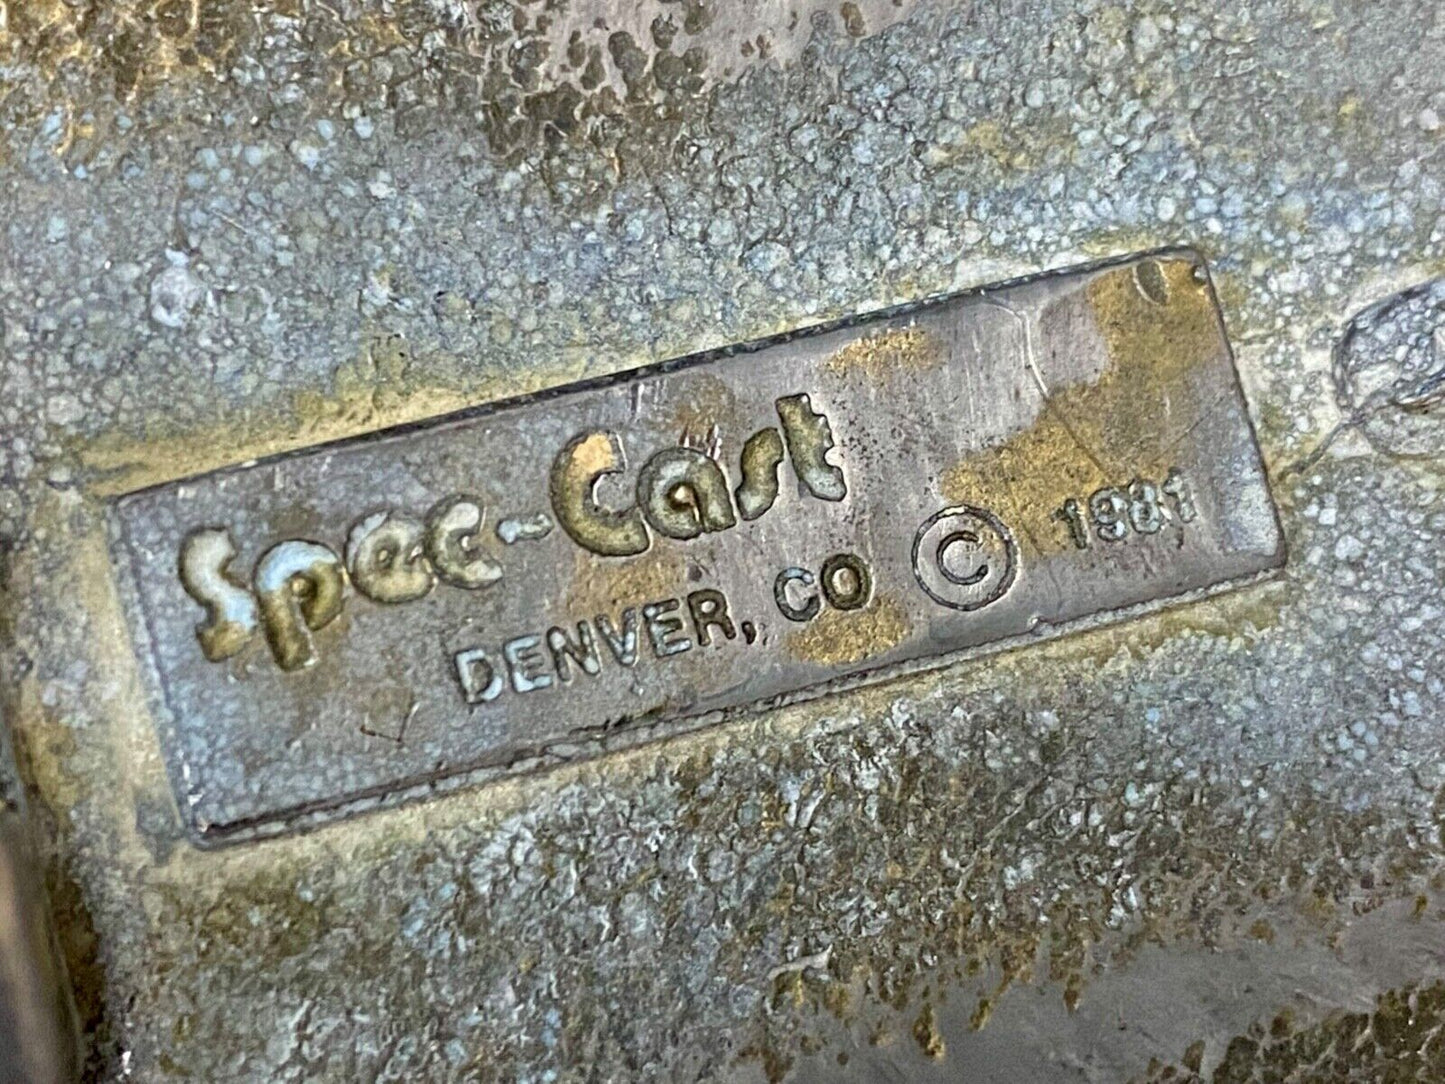 Spec-Cast
DENVER, CO © 1981